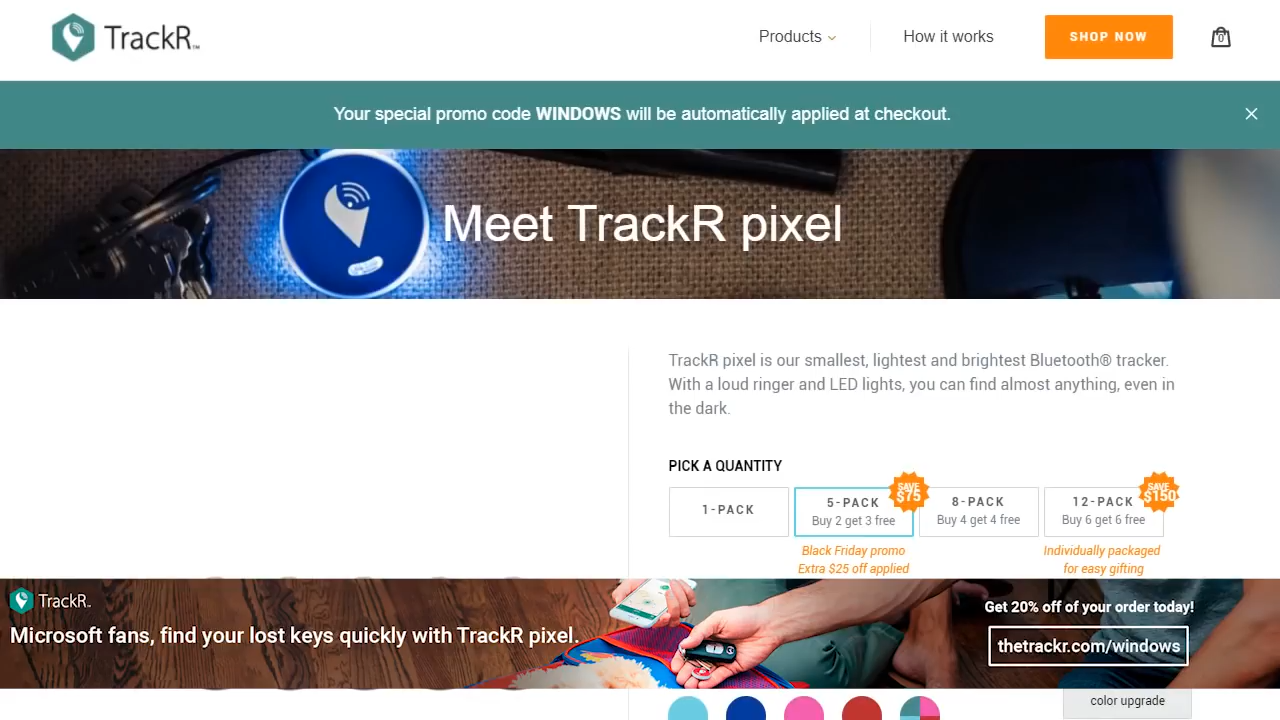 TrackR™
Products
How it works
SHOP NOW
0
Your special promo code WINDOWS will be automatically applied at checkout.
Meet TrackR pixel
TrackR pixel is our smallest, lightest and brightest Bluetooth® tracker.
With a loud ringer and LED lights, you can find almost anything, even in
the dark.
PICK A QUANTITY
1-PACK
5-PACK
Buy 2 get 3 free
SAVE
$75
8-PACK
Buy 4 get 4 free
12-PACK
Buy 6 get 6 free
SAVE
$150
Black Friday promo
Extra $25 off applied
Individually packaged
for easy gifting
TrackR™
Microsoft fans, find your lost keys quickly with TrackR pixel.
Get 20% off of your order today!
thetrackr.com/windows
color upgrade